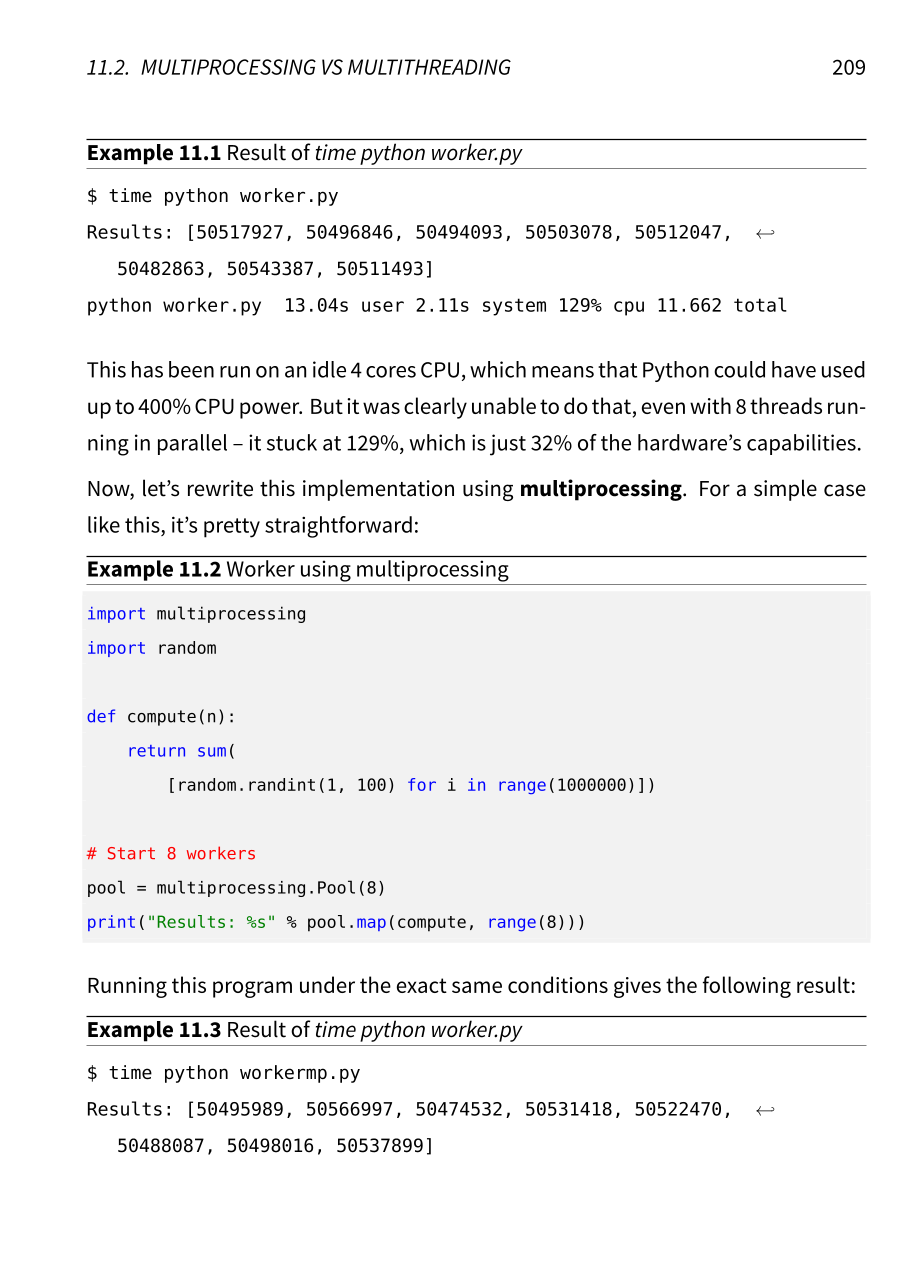 11.2. MULTIPROCESSING VS MULTITHREADING 209
Example 11.1 Result of time python worker.py
$ time python worker.py
Results: [50517927, 50496846, 50494093, 50503078, 50512047, ↩
50482863, 50543387, 50511493]
python worker.py  13.04s user 2.11s system 129% cpu 11.662 total
This has been run on an idle 4 cores CPU, which means that Python could have used
up to 400% CPU power. But it was clearly unable to do that, even with 8 threads run-
ning in parallel – it stuck at 129%, which is just 32% of the hardware's capabilities.
Now, let's rewrite this implementation using multiprocessing. For a simple case
like this, it's pretty straightforward:
Example 11.2 Worker using multiprocessing
import multiprocessing
import random
def compute(n):
    return sum(
        [random.randint(1, 100) for i in range(1000000)])
# Start 8 workers
pool = multiprocessing.Pool(8)
print("Results: %s" % pool.map(compute, range(8)))
Running this program under the exact same conditions gives the following result:
Example 11.3 Result of time python worker.py
$ time python workermp.py
Results: [50495989, 50566997, 50474532, 50531418, 50522470, ↩
50488087, 50498016, 50537899]